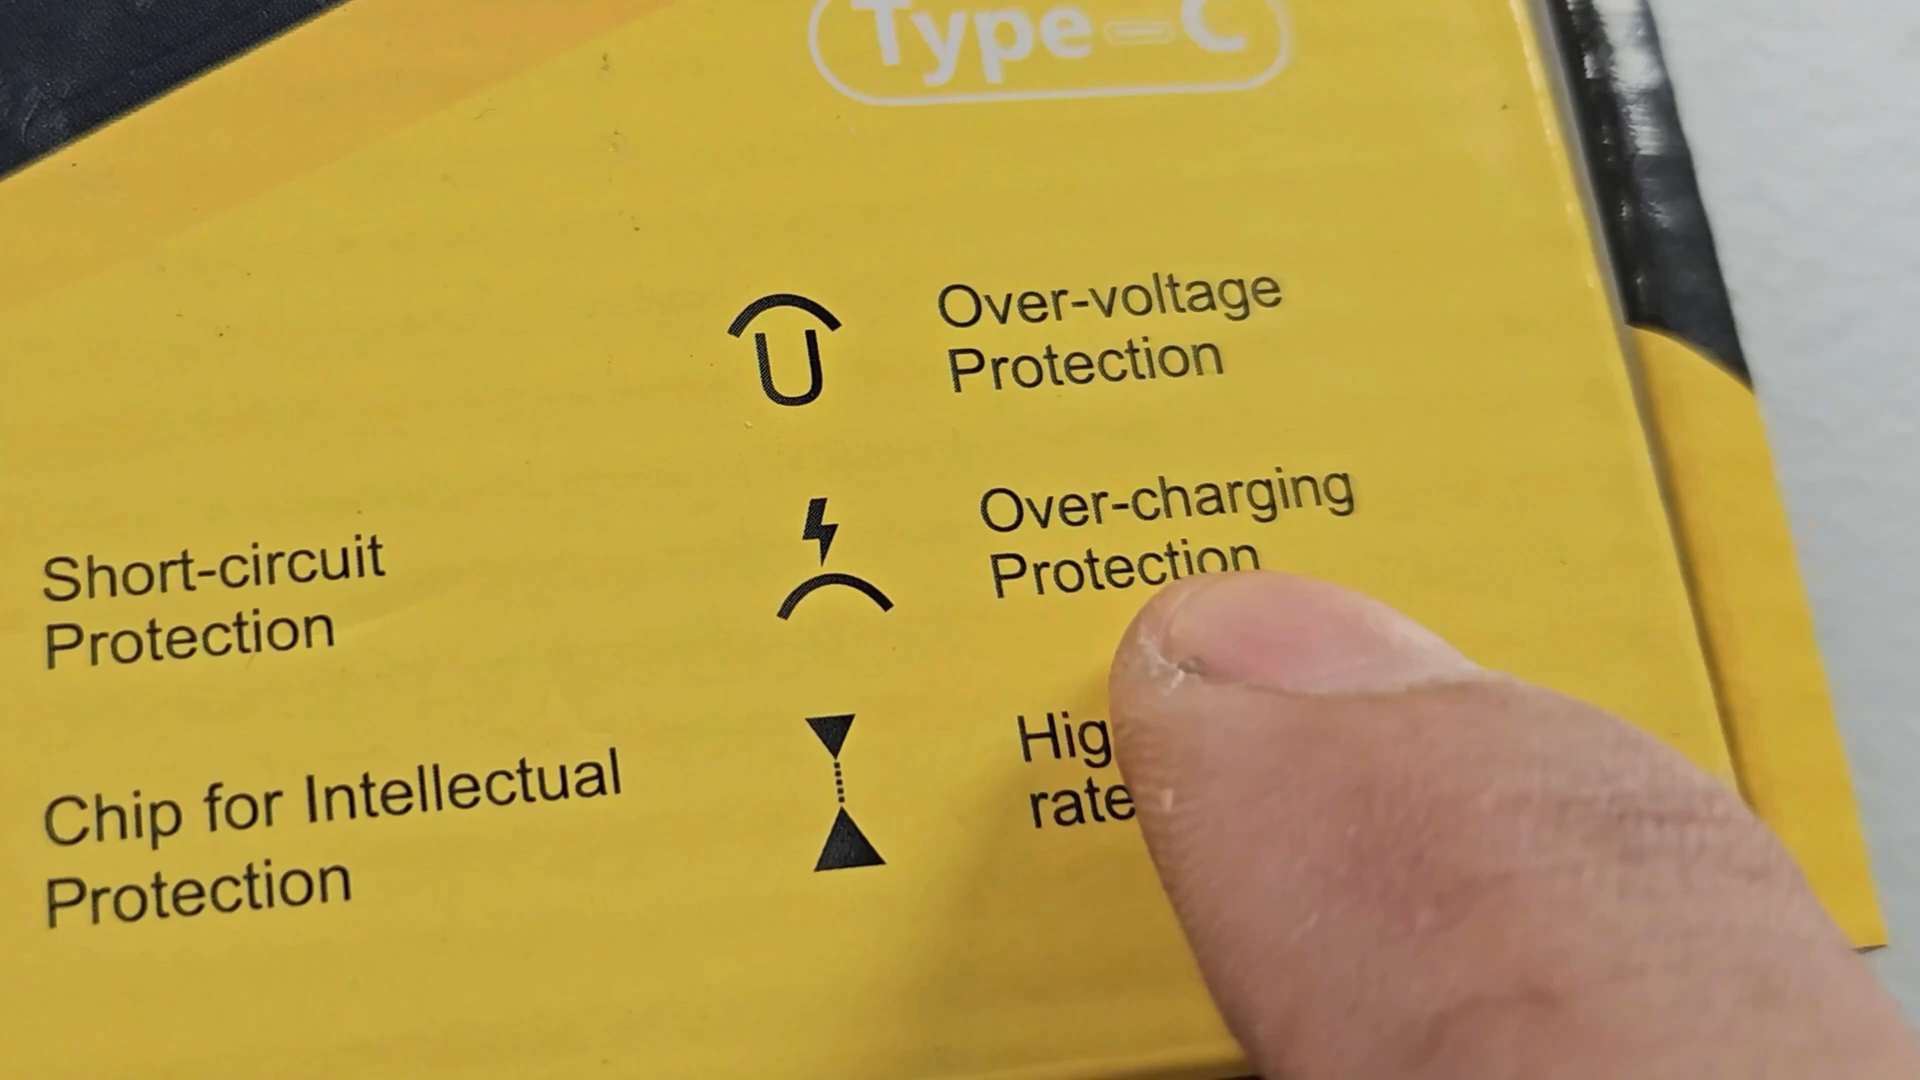 Type-C
Over-voltage
Protection
Over-charging
Protection
Short-circuit
Protection
Hig
rate
Chip for Intellectual
Protection